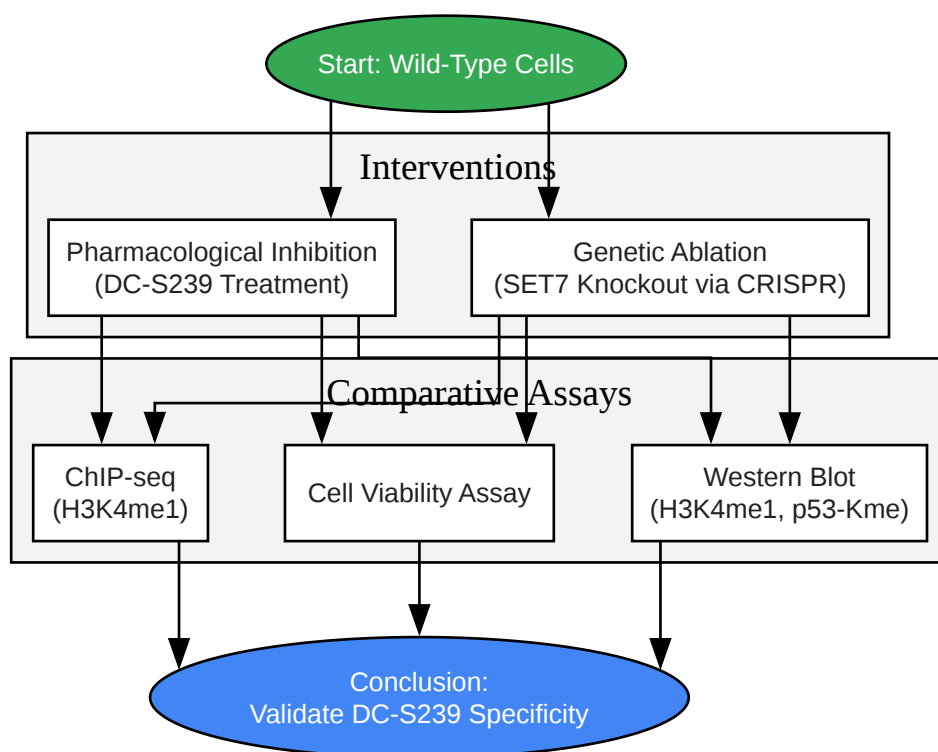 Start: Wild-Type Cells
Interventions
Pharmacological Inhibition
(DC-S239 Treatment)
Genetic Ablation
(SET7 Knockout via CRISPR)
Comparative Assays
ChIP-seq
(H3K4me1)
Cell Viability Assay
Western Blot
(H3K4me1, p53-Kme)
Conclusion:
Validate DC-S239 Specificity